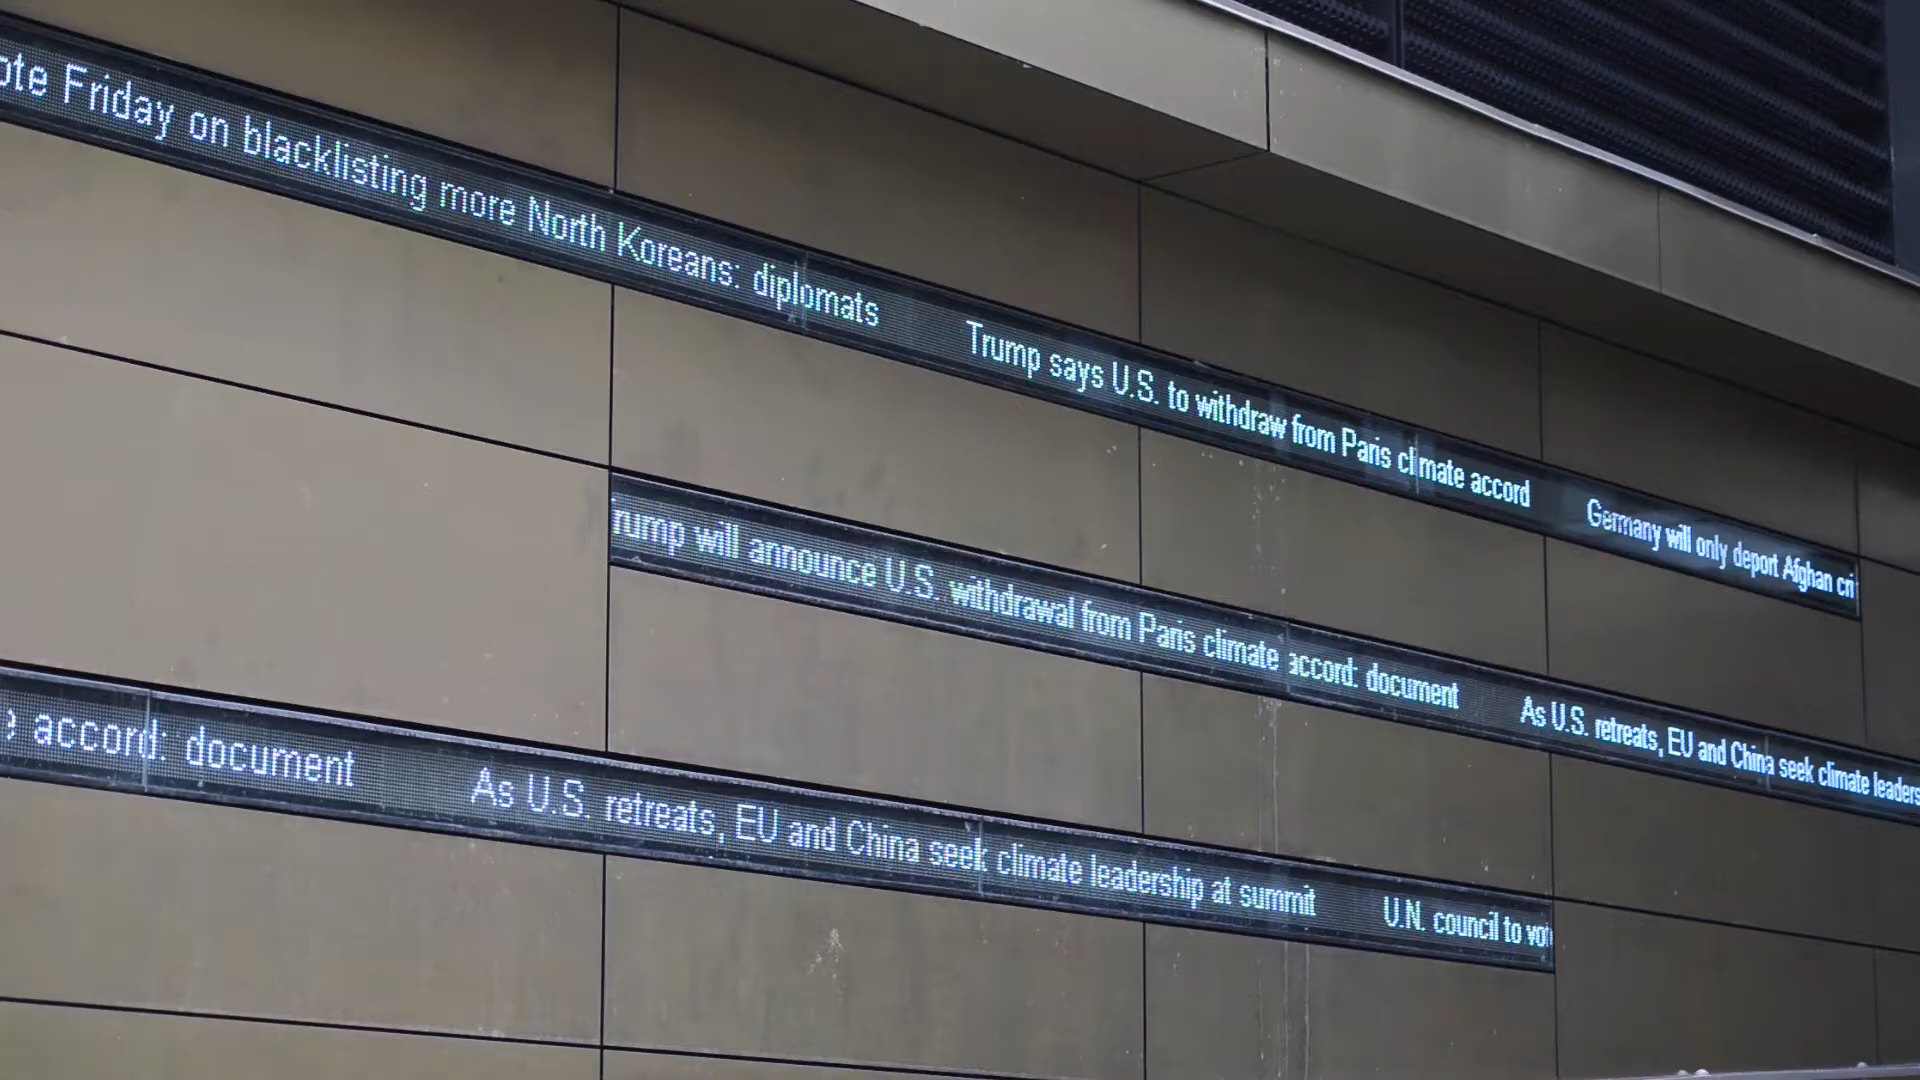 Friday on blacklisting more North Koreans: diplomats Trump says U.S. to withdraw from Paris climate accord Germany will only deport Afghan cri
rump will announce U.S. withdrawal from Paris climate accord: document As U.S. retreats, EU and China seek climate leaders
accord: document As U.S. retreats, EU and China seek climate leadership at summit U.N. council to vot